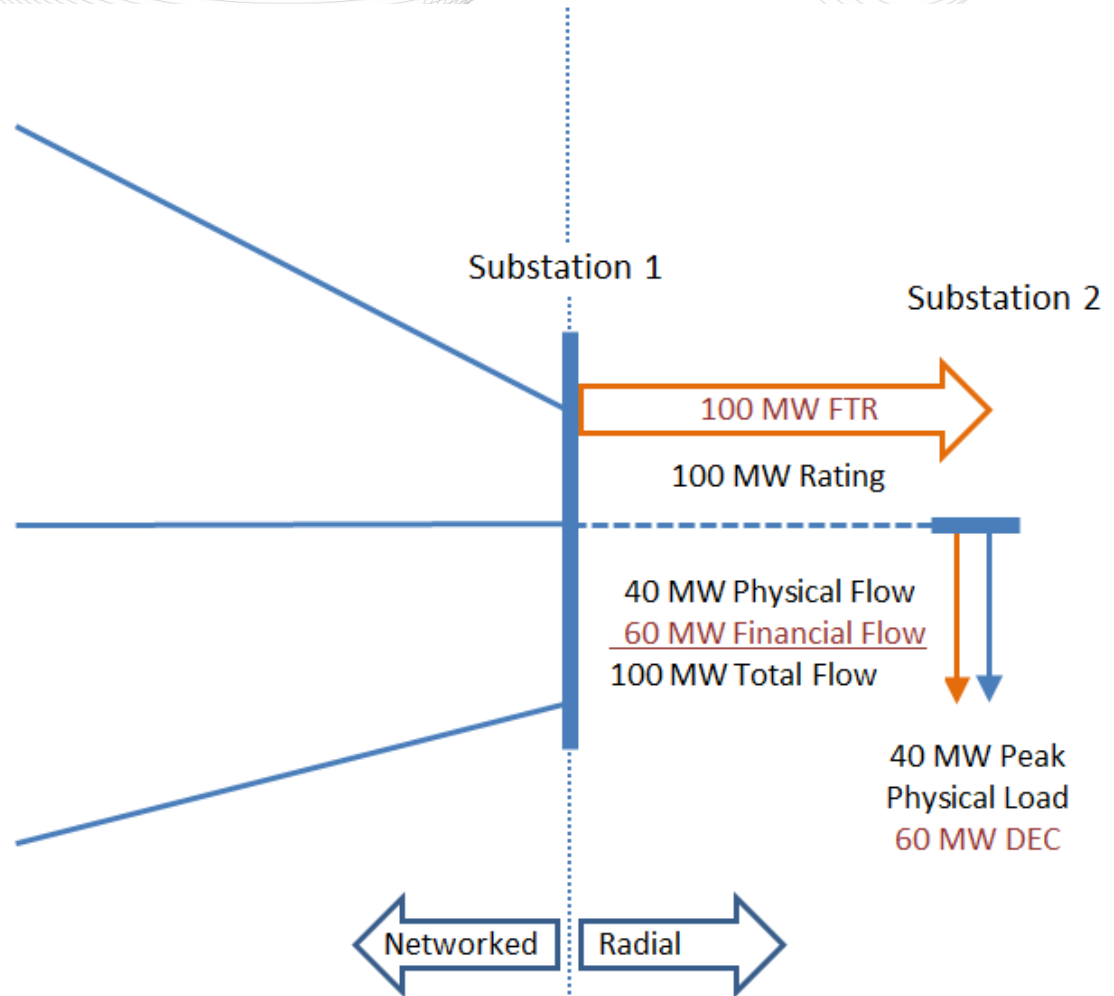 Substation 1
Substation 2
100 MW FTR
100 MW Rating
40 MW Physical Flow
60 MW Financial Flow
100 MW Total Flow
40 MW Peak
Physical Load
60 MW DEC
Networked
Radial